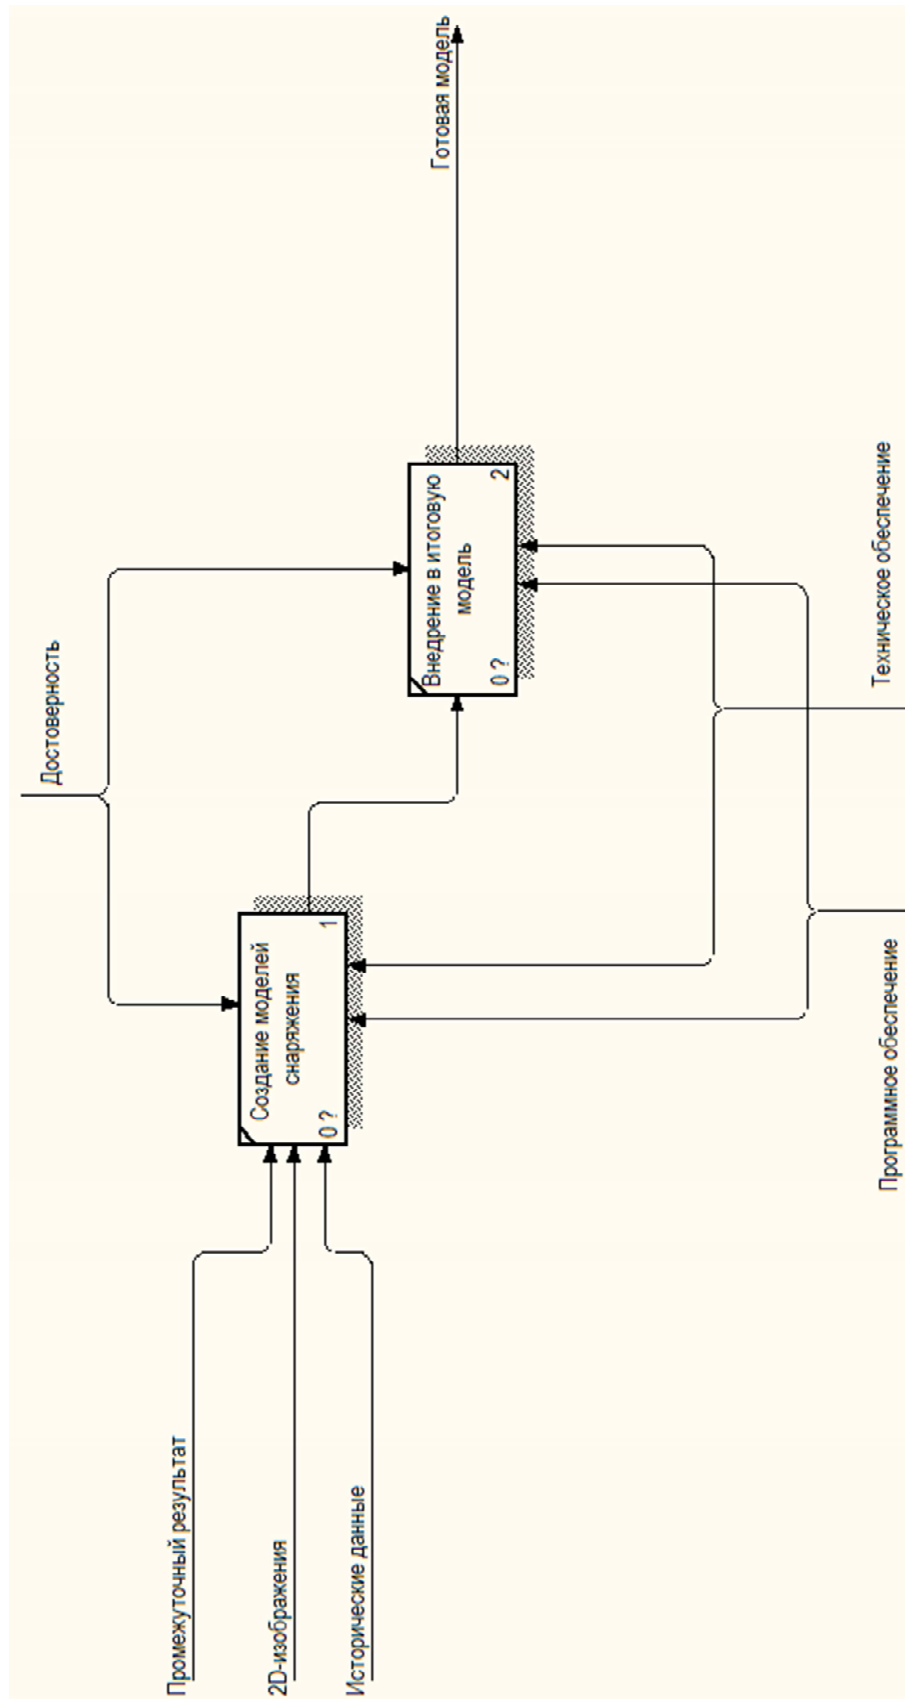 Достоверность
Промежуточный результат
2D-изображения
Исторические данные
Создание моделей
снаряжения
0 ?
1
Внедрение в итоговую
модель
0 ?
2
Готовая модель
Программное обеспечение
Техническое обеспечение